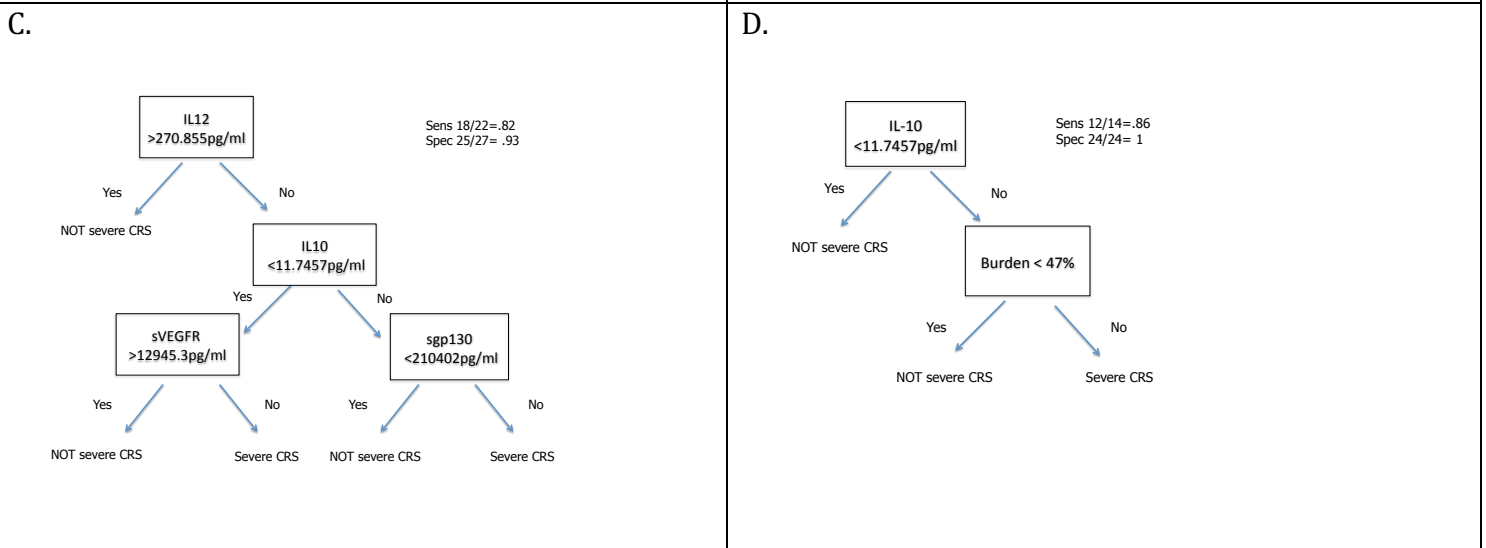 C.
IL12
>270.855pg/ml
Sens 18/22=.82
Spec 25/27= .93
Yes
No
NOT severe CRS
IL10
<11.7457pg/ml
Yes
No
sVEGFR
>12945.3pg/ml
sgp130
<210402pg/ml
Yes
No
Yes
No
NOT severe CRS
Severe CRS
NOT severe CRS
Severe CRS
D.
IL-10
<11.7457pg/ml
Sens 12/14=.86
Spec 24/24= 1
Yes
No
NOT severe CRS
Burden < 47%
Yes
No
NOT severe CRS
Severe CRS